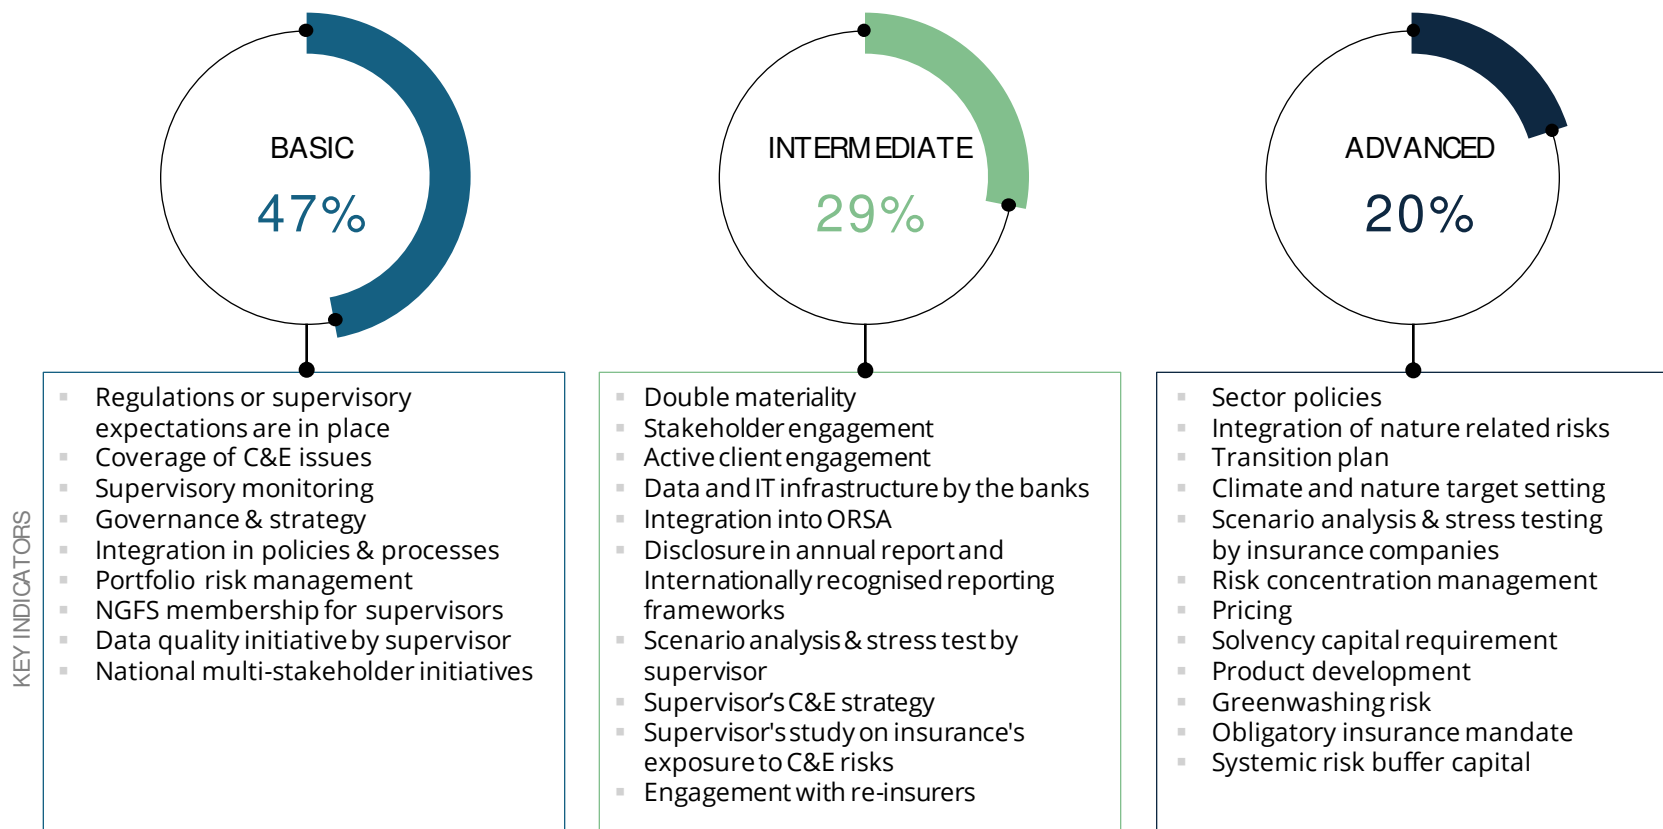 BASIC
47%
INTERMEDIATE
29%
ADVANCED
20%
KEY INDICATORS
Regulations or supervisory
expectations are in place
Coverage of C&E issues
Supervisory monitoring
Governance & strategy
Integration in policies & processes
Portfolio risk management
NGFS membership for supervisors
Data quality initiative by supervisor
National multi-stakeholder initiatives
Double materiality
Stakeholder engagement
Active client engagement
Data and IT infrastructure by the banks
Integration into ORSA
Disclosure in annual report and
Internationally recognised reporting
frameworks
Scenario analysis & stress test by
supervisor
Supervisor’s C&E strategy
Supervisor's study on insurance's
exposure to C&E risks
Engagement with re-insurers
Sector policies
Integration of nature related risks
Transition plan
Climate and nature target setting
Scenario analysis & stress testing
by insurance companies
Risk concentration management
Pricing
Solvency capital requirement
Product development
Greenwashing risk
Obligatory insurance mandate
Systemic risk buffer capital